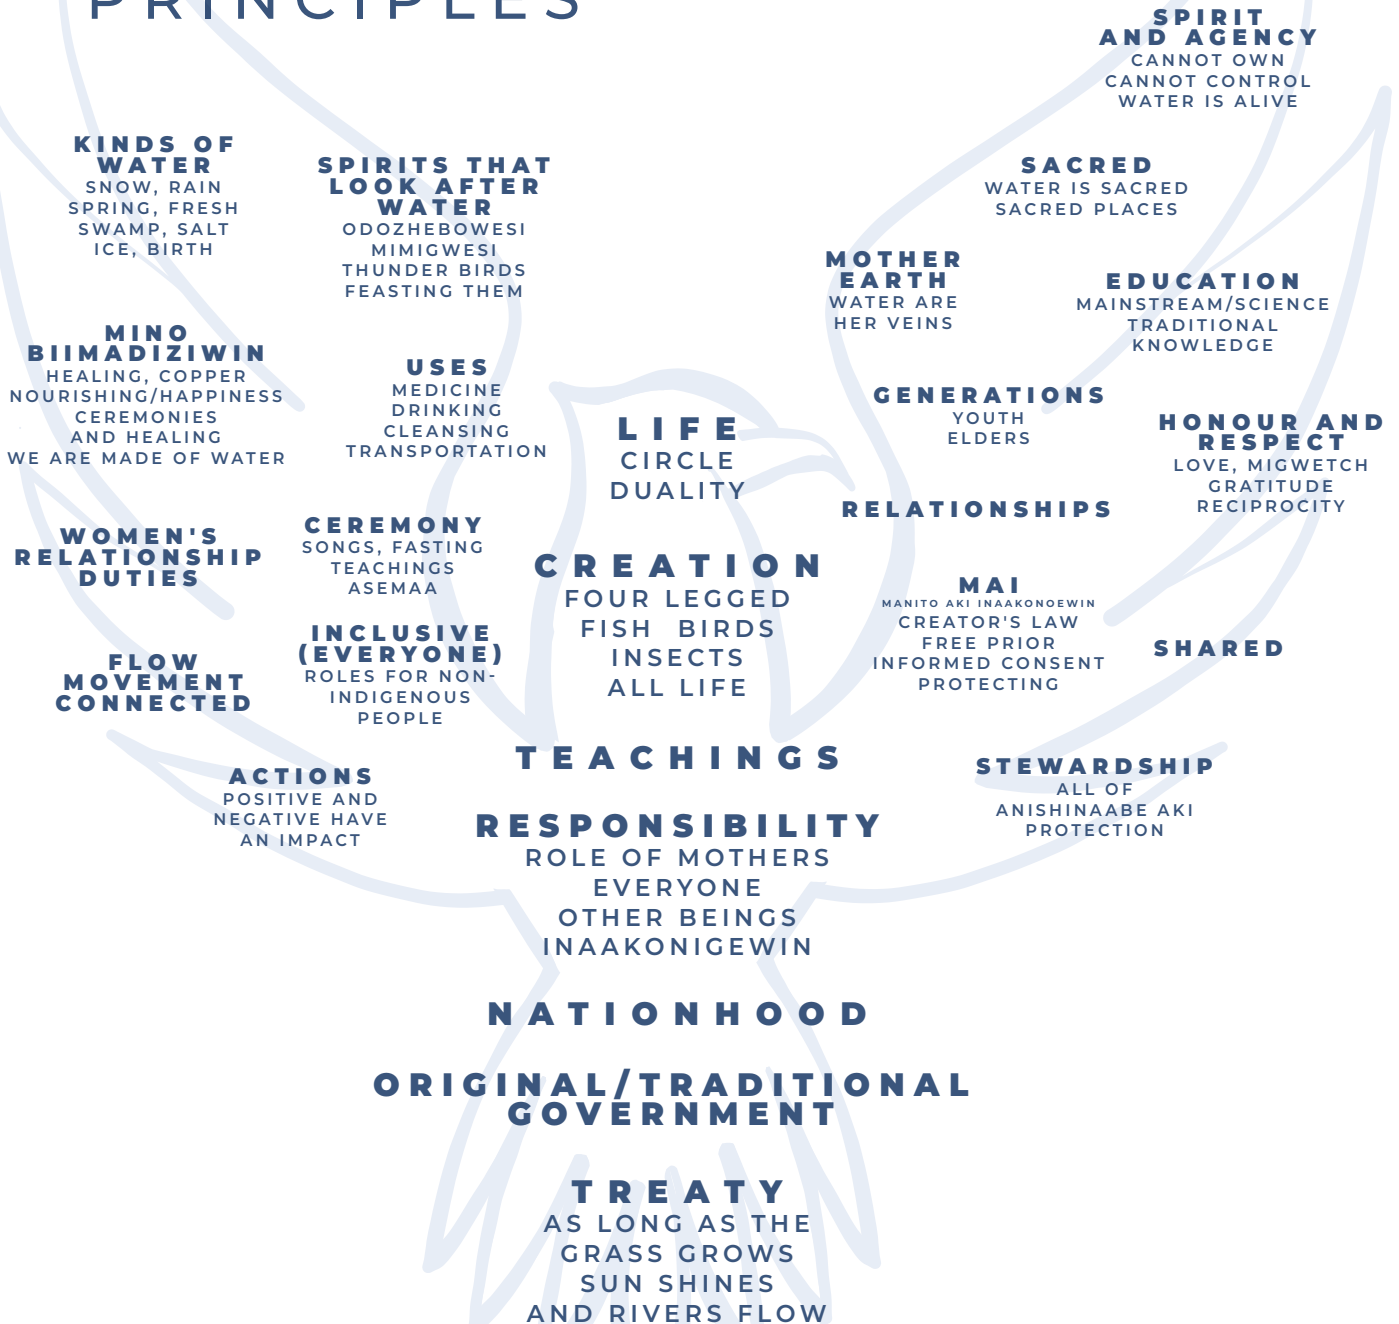 PRINCIPLES
SPIRIT
AND AGENCY
CANNOT OWN
CANNOT CONTROL
WATER IS ALIVE
KINDS OF
WATER
SNOW, RAIN
SPRING, FRESH
SWAMP, SALT
ICE, BIRTH
SPIRITS THAT
LOOK AFTER
WATER
ODOZHEBOWESI
MIMIGWESI
THUNDER BIRDS
FEASTING THEM
SACRED
WATER IS SACRED
SACRED PLACES
MOTHER
EARTH
WATER ARE
HER VEINS
EDUCATION
MAINSTREAM/SCIENCE
TRADITIONAL
KNOWLEDGE
MINO
BIIMADIZIWIN
HEALING, COPPER
NOURISHING/HAPPINESS
CEREMONIES
AND HEALING
WE ARE MADE OF WATER
USES
MEDICINE
DRINKING
CLEANSING
TRANSPORTATION
LIFE
CIRCLE
DUALITY
GENERATIONS
YOUTH
ELDERS
HONOUR AND
RESPECT
LOVE, MIGWETCH
GRATITUDE
RECIPROCITY
RELATIONSHIPS
WOMEN'S
RELATIONSHIP
DUTIES
CEREMONY
SONGS, FASTING
TEACHINGS
ASEMAA
CREATION
FOUR LEGGED
FISH  BIRDS
INSECTS
ALL LIFE
MAI
MANITO AKI INAAKONOEWIN
CREATOR'S LAW
FREE PRIOR
INFORMED CONSENT
PROTECTING
SHARED
FLOW
MOVEMENT
CONNECTED
INCLUSIVE
(EVERYONE)
ROLES FOR NON-
INDIGENOUS
PEOPLE
TEACHINGS
ACTIONS
POSITIVE AND
NEGATIVE HAVE
AN IMPACT
STEWARDSHIP
ALL OF
ANISHINAABE AKI
PROTECTION
RESPONSIBILITY
ROLE OF MOTHERS
EVERYONE
OTHER BEINGS
INAAKONIGEWIN
NATIONHOOD
ORIGINAL/TRADITIONAL
GOVERNMENT
TREATY
AS LONG AS THE
GRASS GROWS
SUN SHINES
AND RIVERS FLOW